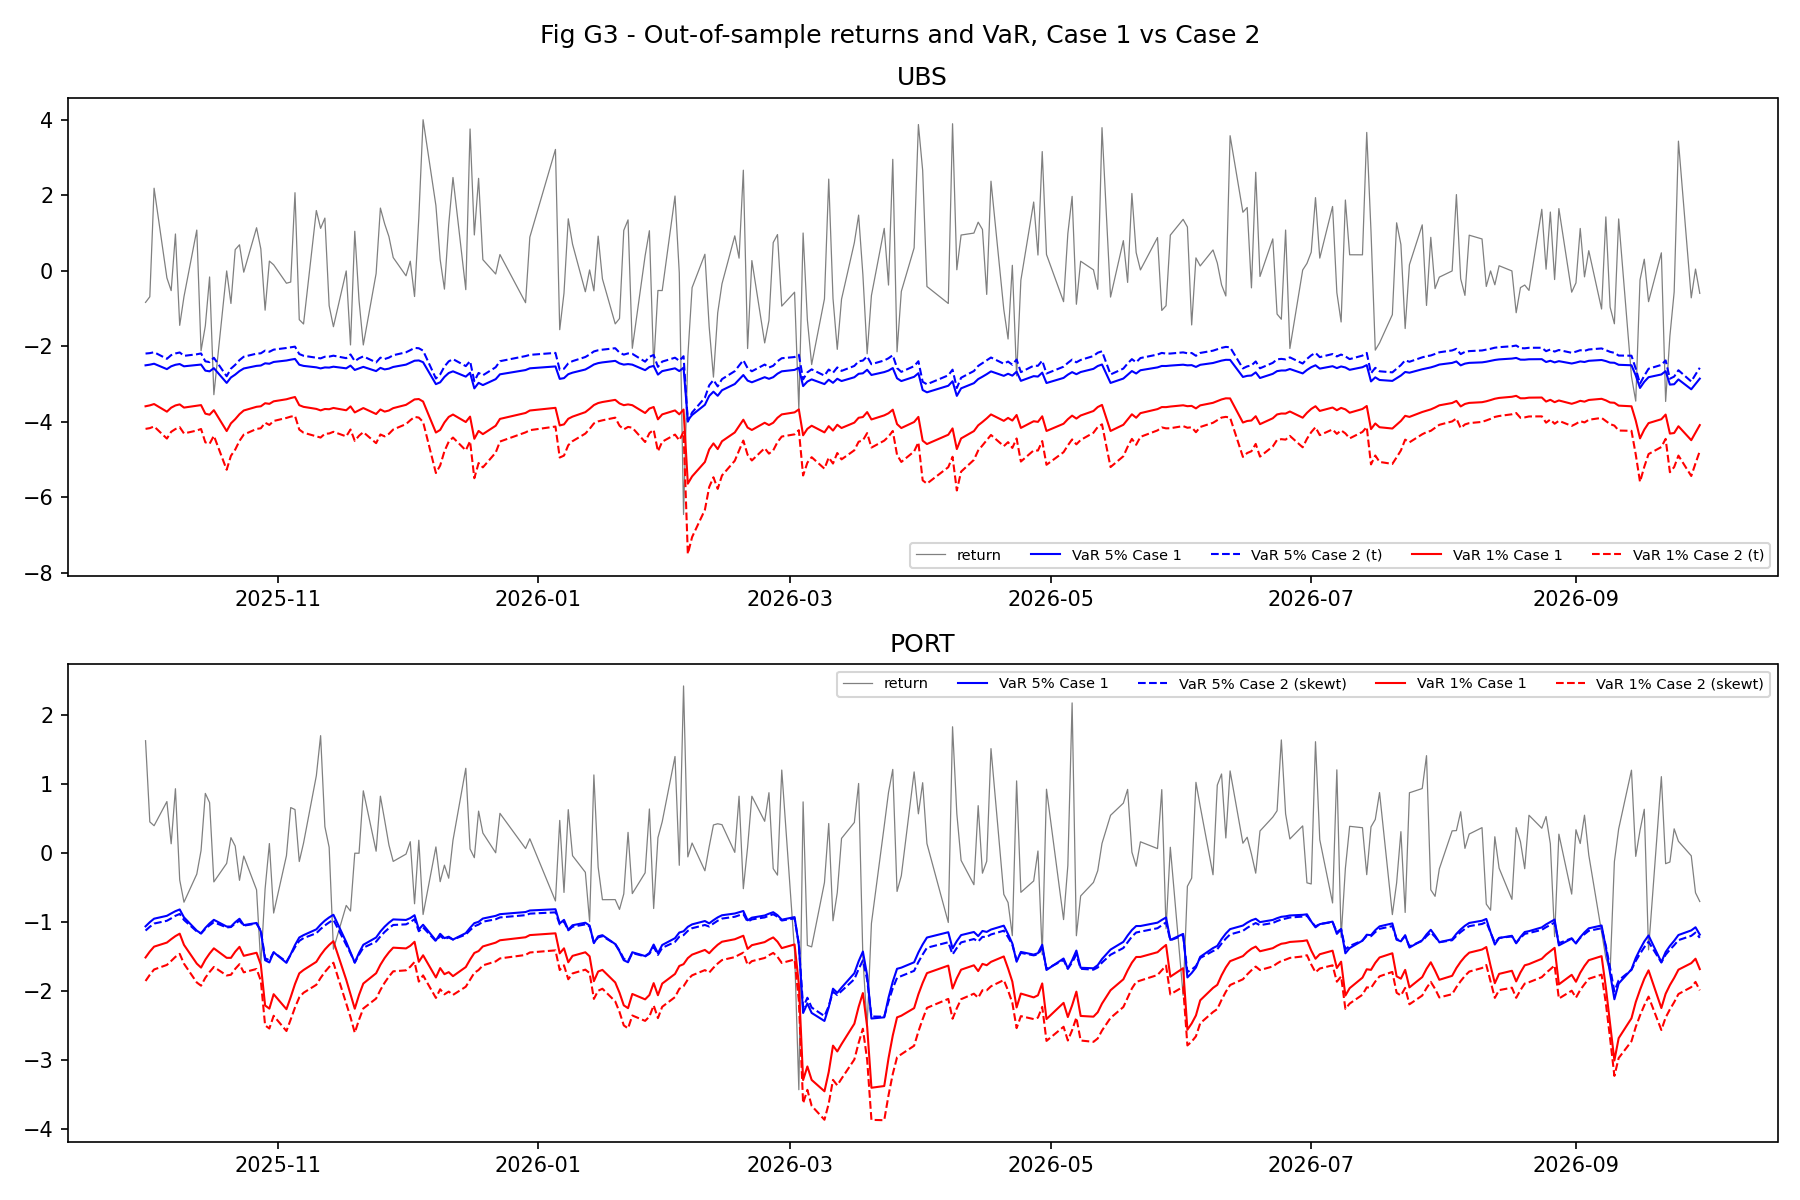 Fig G3 - Out-of-sample returns and VaR, Case 1 vs Case 2
UBS
4
2
0
−2
−4
−6
−8
return VaR 5% Case 1 VaR 5% Case 2 (t) VaR 1% Case 1 VaR 1% Case 2 (t)
2025-11 2026-01 2026-03 2026-05 2026-07 2026-09
PORT
return VaR 5% Case 1 VaR 5% Case 2 (skewt) VaR 1% Case 1 VaR 1% Case 2 (skewt)
2
1
0
−1
−2
−3
−4
2025-11 2026-01 2026-03 2026-05 2026-07 2026-09